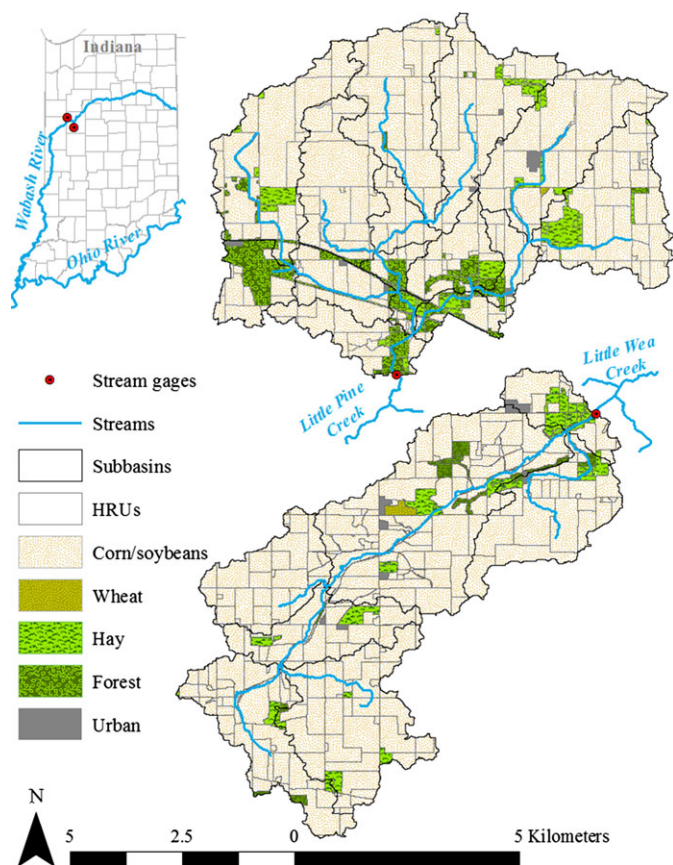 Indiana
Wabash River
Ohio River
Little Pine
Creek
Little Wea
Creek
Stream gages
Streams
Subbasins
HRUs
Corn/soybeans
Wheat
Hay
Forest
Urban
N
5 2.5 0 5 Kilometers